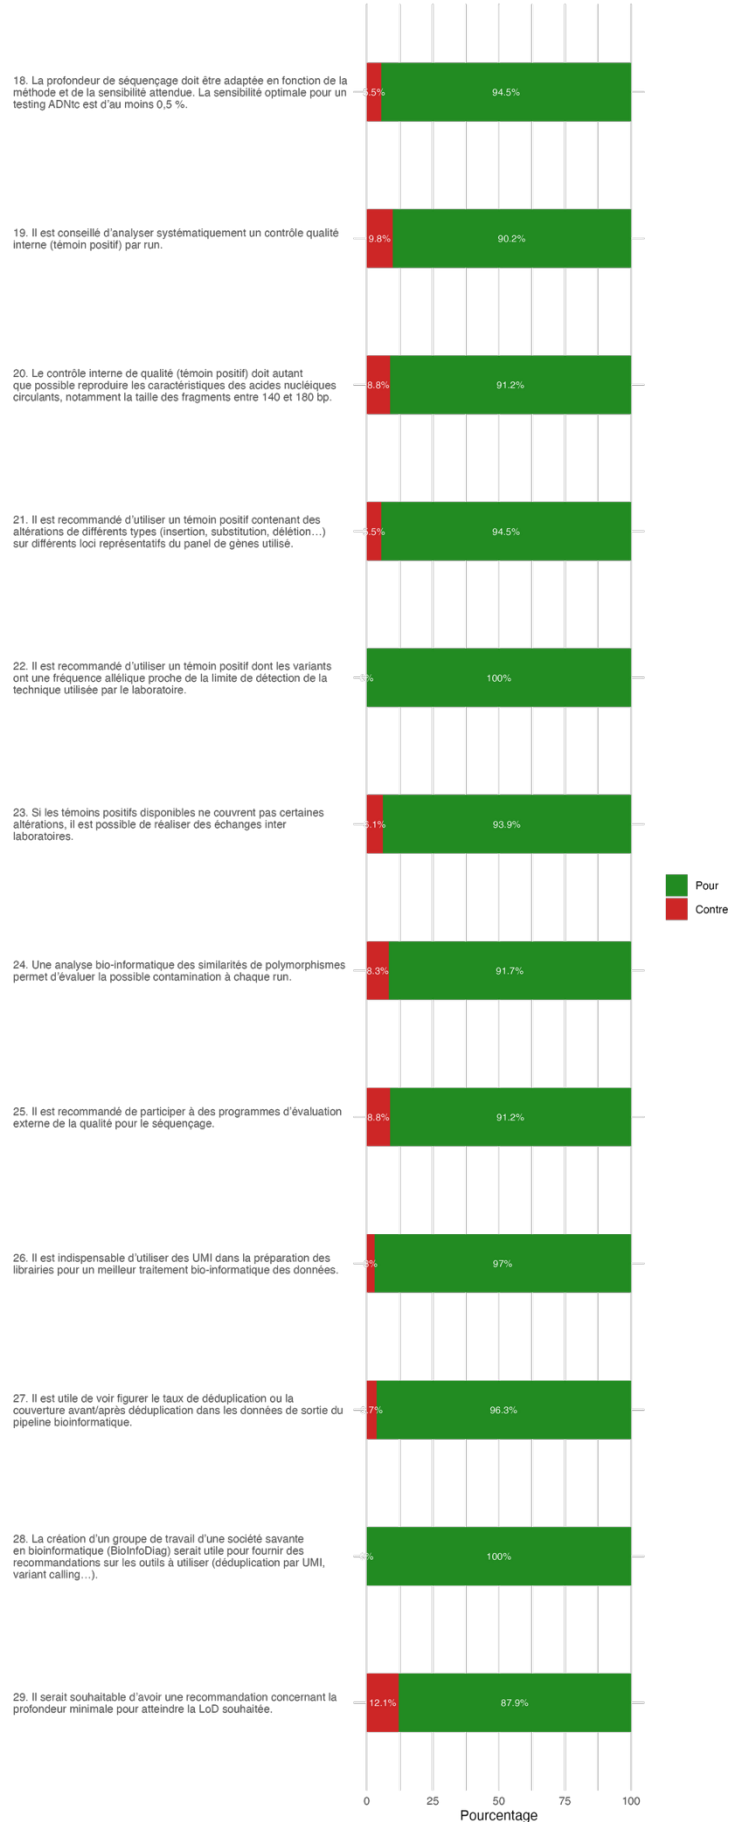 18. La profondeur de séquençage doit être adaptée en fonction de la
méthode et de la sensibilité attendue. La sensibilité optimale pour un
testing ADNtc est d'au moins 0,5 %.
5.5%
94.5%
19. Il est conseillé d'analyser systématiquement un contrôle qualité
interne (témoin positif) par run.
9.8%
90.2%
20. Le contrôle interne de qualité (témoin positif) doit autant
que possible reproduire les caractéristiques des acides nucléiques
circulants, notamment la taille des fragments entre 140 et 180 bp.
8.8%
91.2%
21. Il est recommandé d'utiliser un témoin positif contenant des
altérations de différents types (insertion, substitution, délétion…)
sur différents loci représentatifs du panel de gènes utilisé.
5.5%
94.5%
22. Il est recommandé d'utiliser un témoin positif dont les variants
ont une fréquence allélique proche de la limite de détection de la
technique utilisée par le laboratoire.
100%
23. Si les témoins positifs disponibles ne couvrent pas certaines
altérations, il est possible de réaliser des échanges inter
laboratoires.
6.1%
93.9%
24. Une analyse bio-informatique des similarités de polymorphismes
permet d'évaluer la possible contamination à chaque run.
8.3%
91.7%
25. Il est recommandé de participer à des programmes d'évaluation
externe de la qualité pour le séquençage.
8.8%
91.2%
26. Il est indispensable d'utiliser des UMI dans la préparation des
librairies pour un meilleur traitement bio-informatique des données.
3%
97%
27. Il est utile de voir figurer le taux de déduplication ou la
couverture avant/après déduplication dans les données de sortie du
pipeline bioinformatique.
3.7%
96.3%
28. La création d'un groupe de travail d'une société savante
en bioinformatique (BioInfoDiag) serait utile pour fournir des
recommandations sur les outils à utiliser (déduplication par UMI,
variant calling…).
100%
29. Il serait souhaitable d'avoir une recommandation concernant la
profondeur minimale pour atteindre la LoD souhaitée.
12.1%
87.9%
Pour
Contre
0 25 50 75 100
Pourcentage